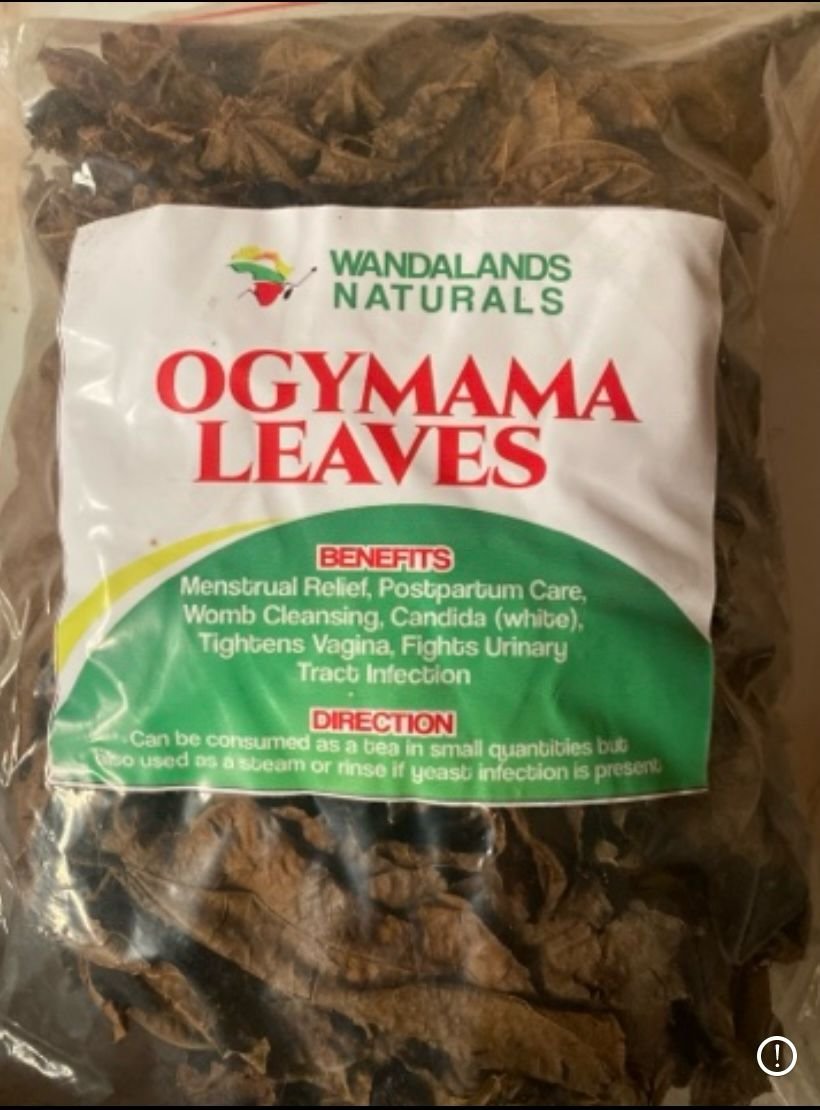 WANDALANDS
NATURALS
OGYMAMA
LEAVES
BENEFITS
Menstrual Relief, Postpartum Care,
Womb Cleansing, Candida (white),
Tightens Vagina, Fights Urinary
Tract Infection
DIRECTION
Can be consumed as a tea in small quantities but
also used as a steam or rinse if yeast infection is present